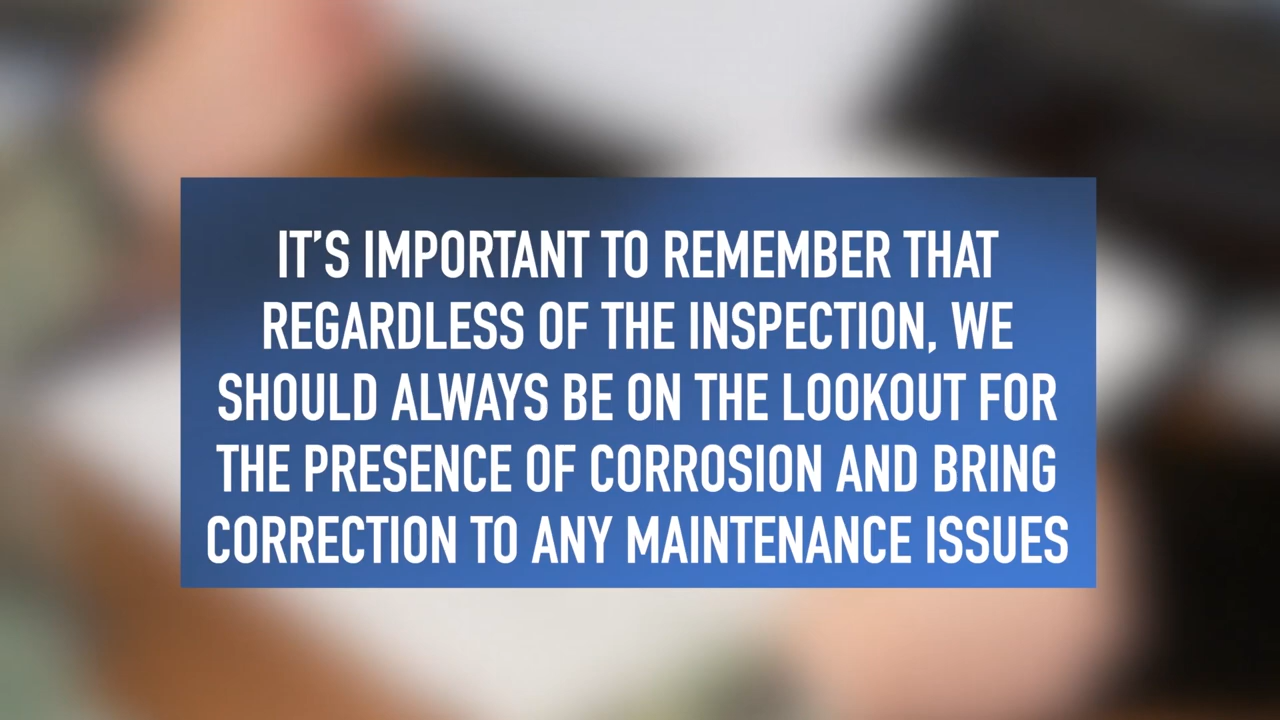 IT’S IMPORTANT TO REMEMBER THAT
REGARDLESS OF THE INSPECTION, WE
SHOULD ALWAYS BE ON THE LOOKOUT FOR
THE PRESENCE OF CORROSION AND BRING
CORRECTION TO ANY MAINTENANCE ISSUES